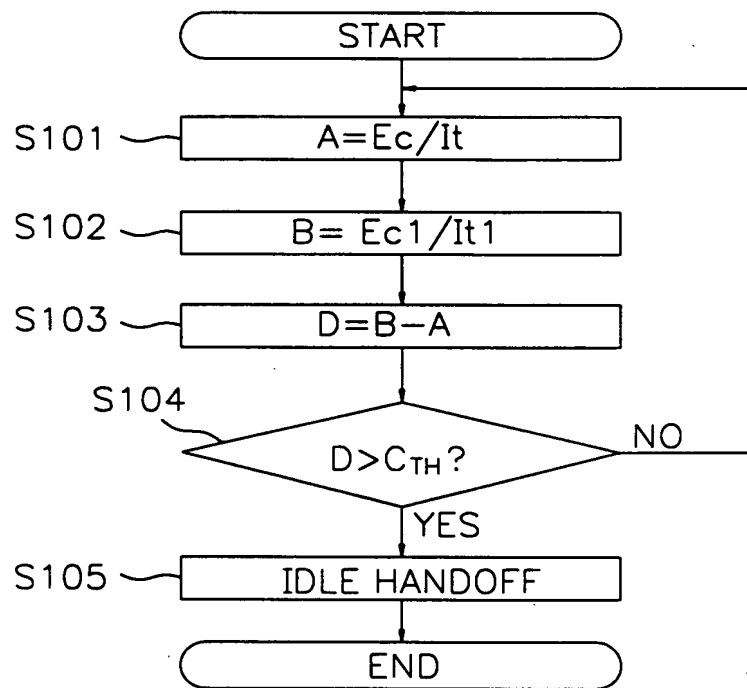 START
S101
A=Ec/It
S102
B= Ec1/It1
S103
D=B-A
S104
D>CTH?
NO
YES
S105
IDLE HANDOFF
END